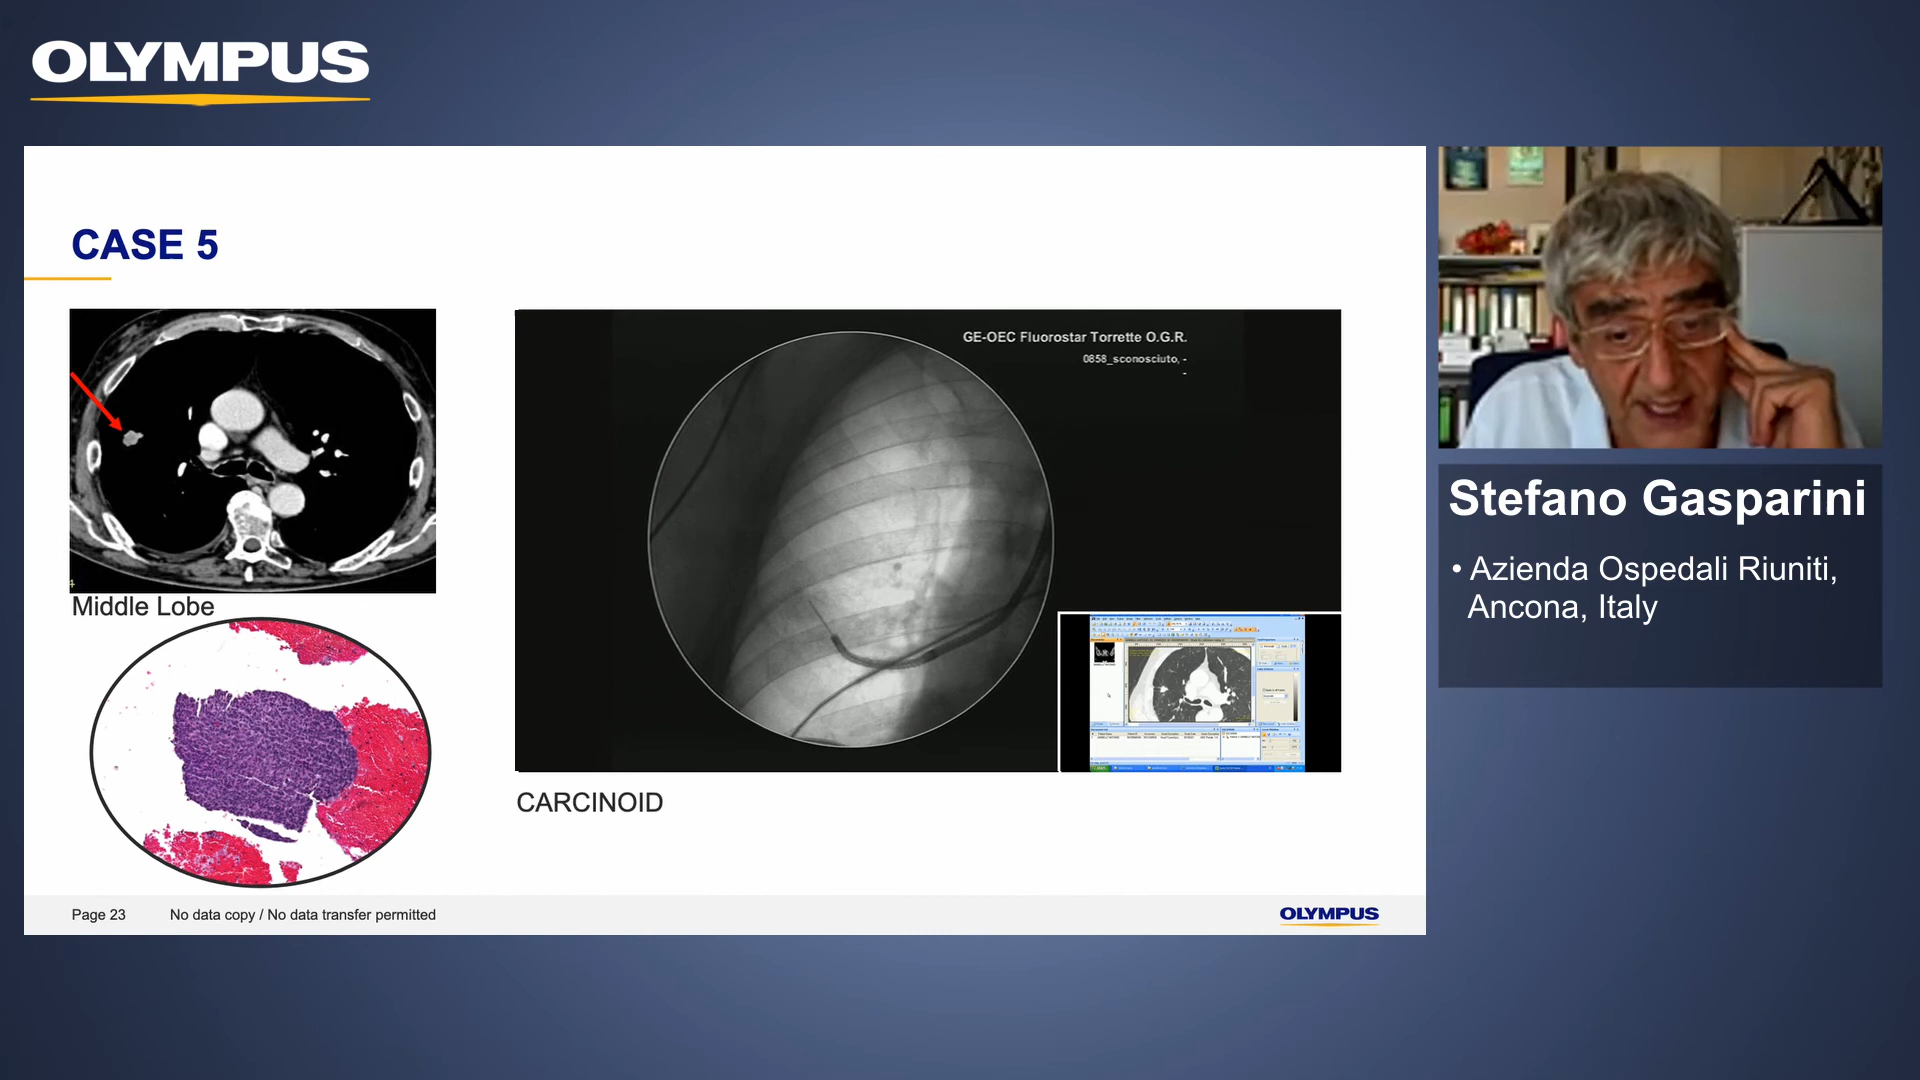 OLYMPUS
CASE 5
GE-OEC Fluorostar Torrette O.G.R.
0858_sconosciuto, -
-
4
Middle Lobe
CARCINOID
Page 23
No data copy / No data transfer permitted
OLYMPUS
Stefano Gasparini
• Azienda Ospedali Riuniti,
Ancona, Italy